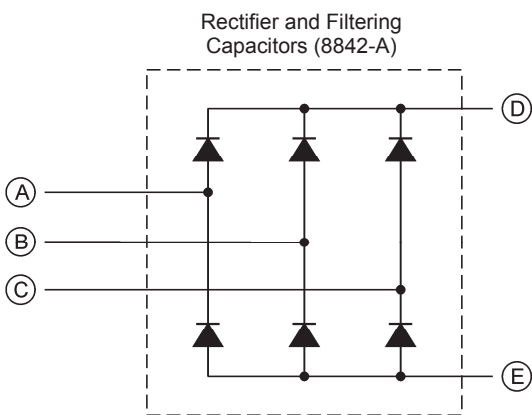 Rectifier and Filtering
Capacitors (8842-A)
D
A
B
C
E